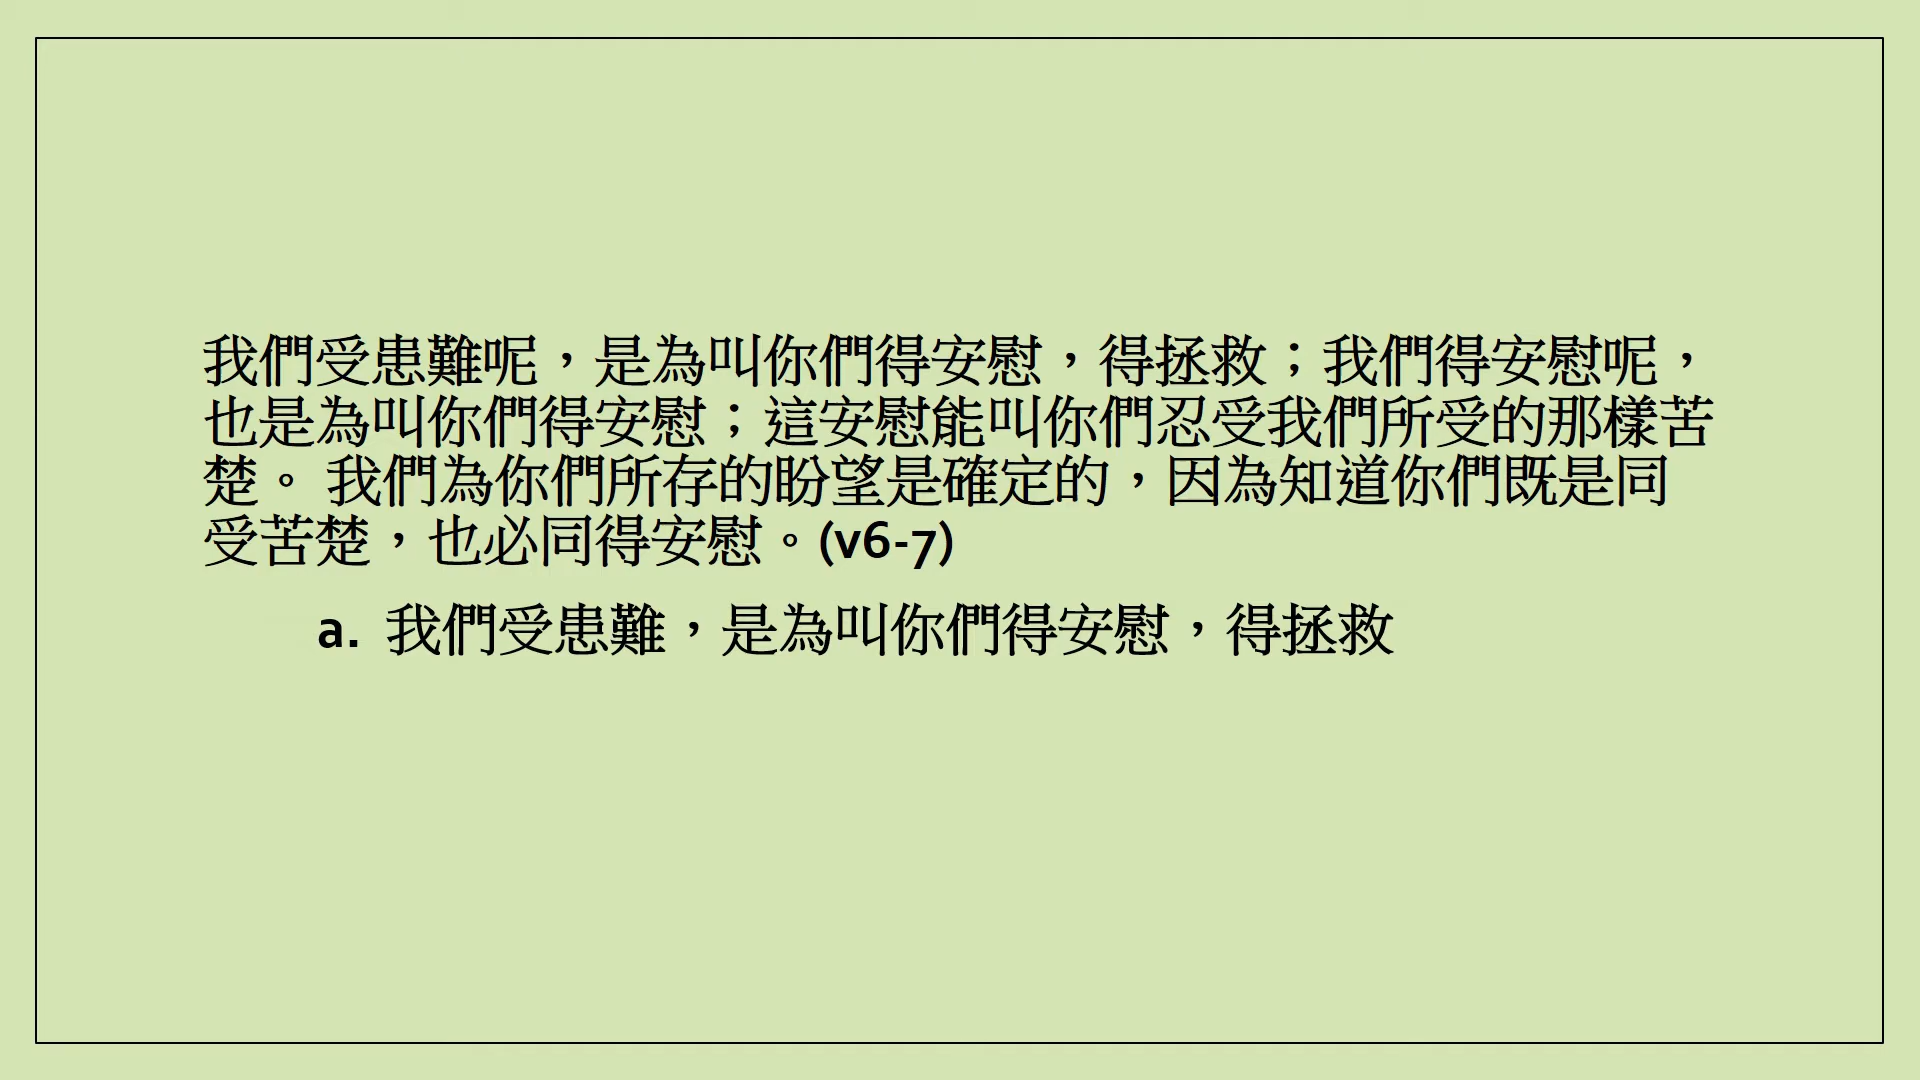 我們受患難呢，是為叫你們得安慰，得拯救；我們得安慰呢，
也是為叫你們得安慰；這安慰能叫你們忍受我們所受的那樣苦
楚。 我們為你們所存的盼望是確定的，因為知道你們既是同
受苦楚，也必同得安慰。(v6-7)
a. 我們受患難，是為叫你們得安慰，得拯救